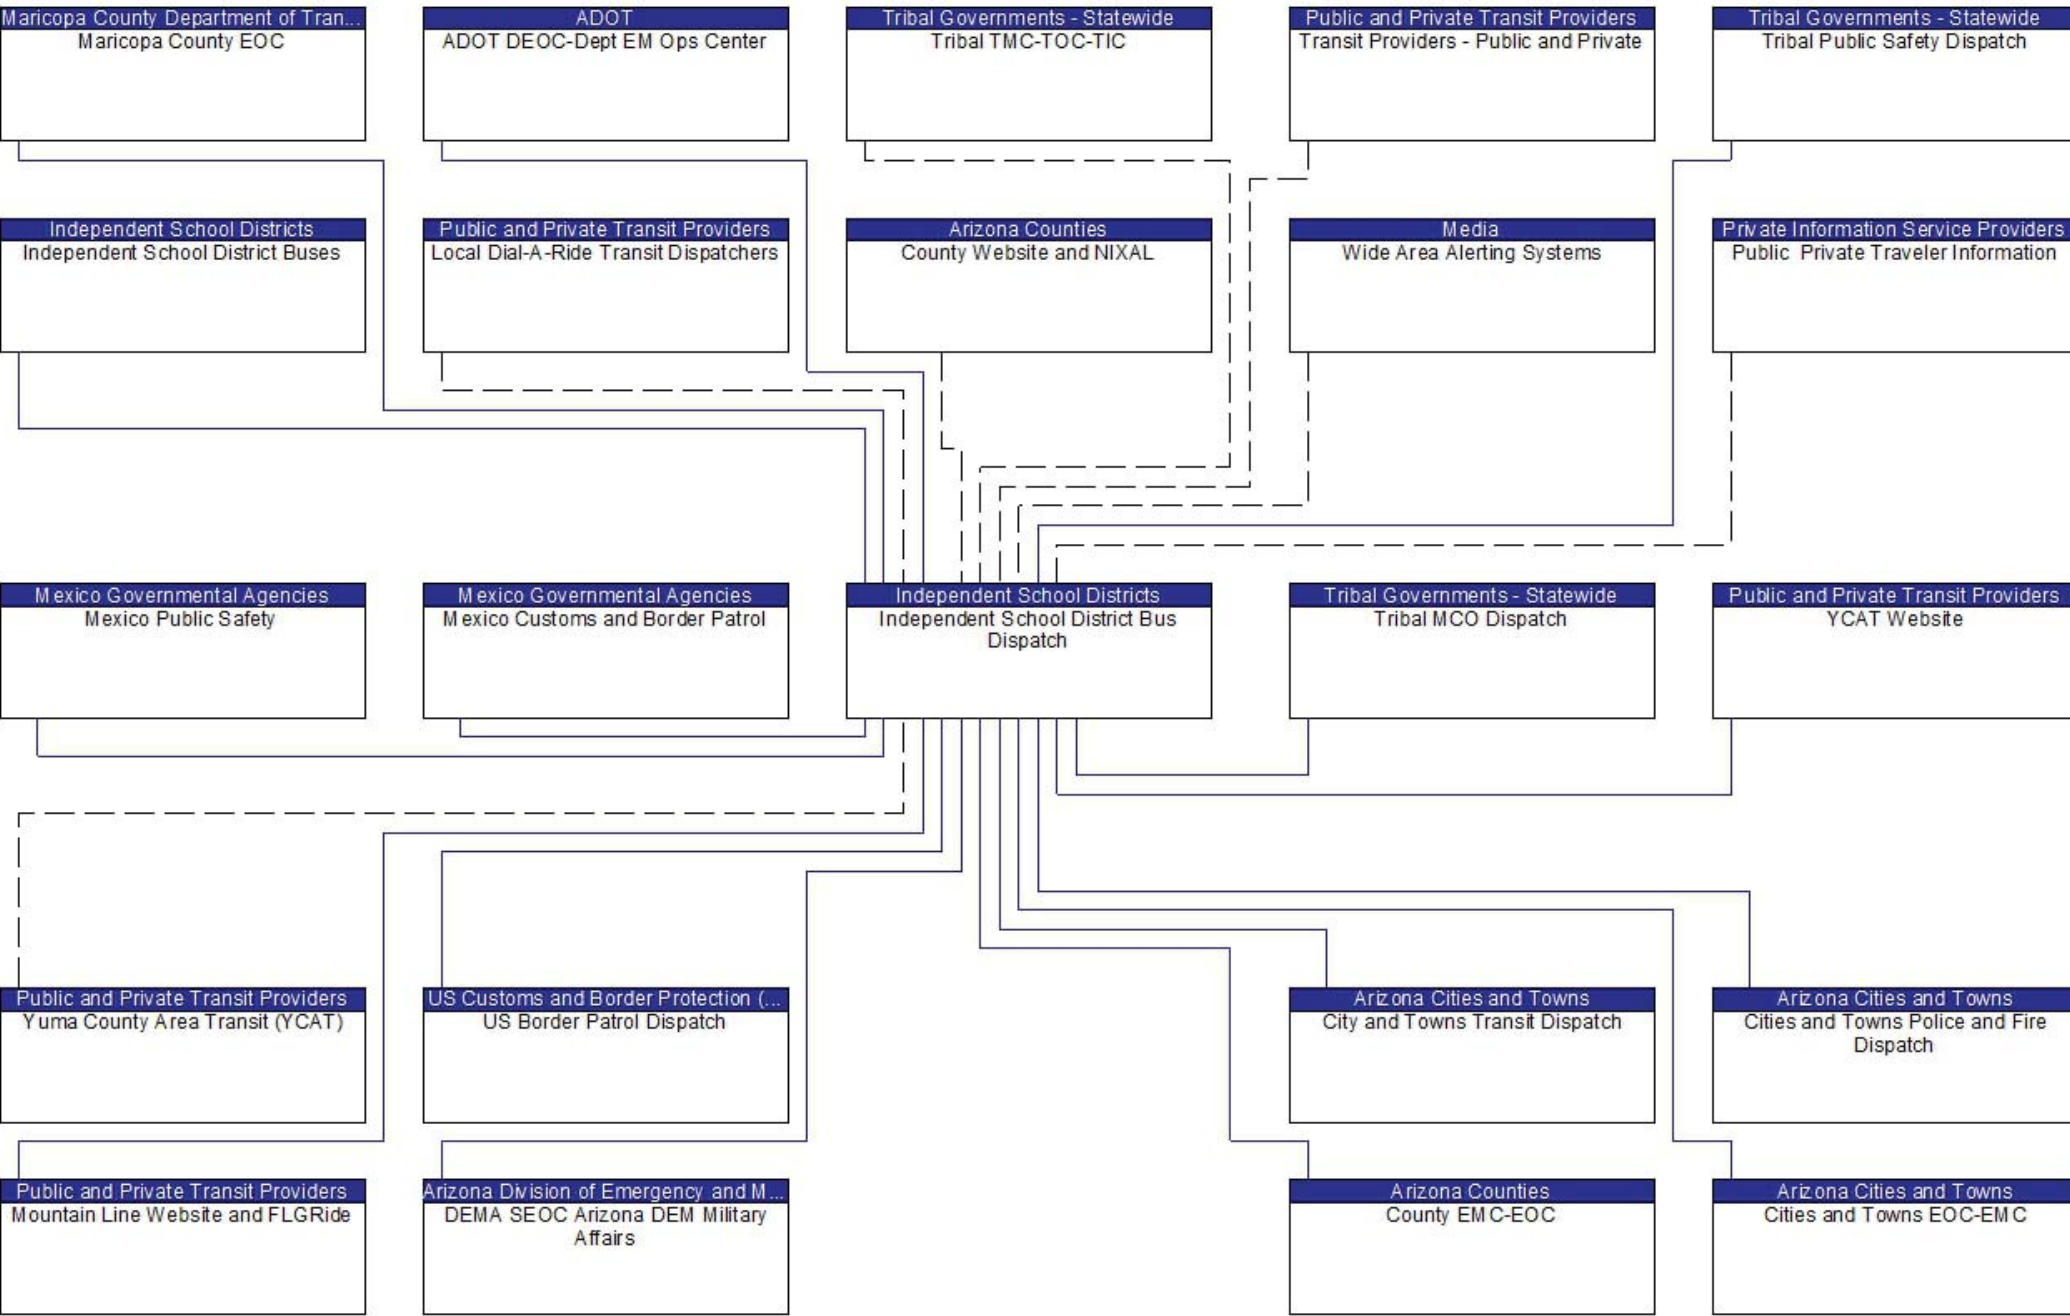 Maricopa County Department of Tran...
Maricopa County EOC
ADOT
ADOT DEOC-Dept EM Ops Center
Tribal Governments - Statewide
Tribal TMC-TOC-TIC
Public and Private Transit Providers
Transit Providers - Public and Private
Tribal Governments - Statewide
Tribal Public Safety Dispatch
Independent School Districts
Independent School District Buses
Public and Private Transit Providers
Local Dial-A-Ride Transit Dispatchers
Arizona Counties
County Website and NIXAL
Media
Wide Area Alerting Systems
Private Information Service Providers
Public Private Traveler Information
Mexico Governmental Agencies
Mexico Public Safety
Mexico Governmental Agencies
Mexico Customs and Border Patrol
Independent School Districts
Independent School District Bus
Dispatch
Tribal Governments - Statewide
Tribal MCO Dispatch
Public and Private Transit Providers
YCAT Website
Public and Private Transit Providers
Yuma County Area Transit (YCAT)
US Customs and Border Protection (...
US Border Patrol Dispatch
Arizona Cities and Towns
City and Towns Transit Dispatch
Arizona Cities and Towns
Cities and Towns Police and Fire
Dispatch
Public and Private Transit Providers
Mountain Line Website and FLGRide
Arizona Division of Emergency and M...
DEMA SEOC Arizona DEM Military
Affairs
Arizona Counties
County EMC-EOC
Arizona Cities and Towns
Cities and Towns EOC-EMC